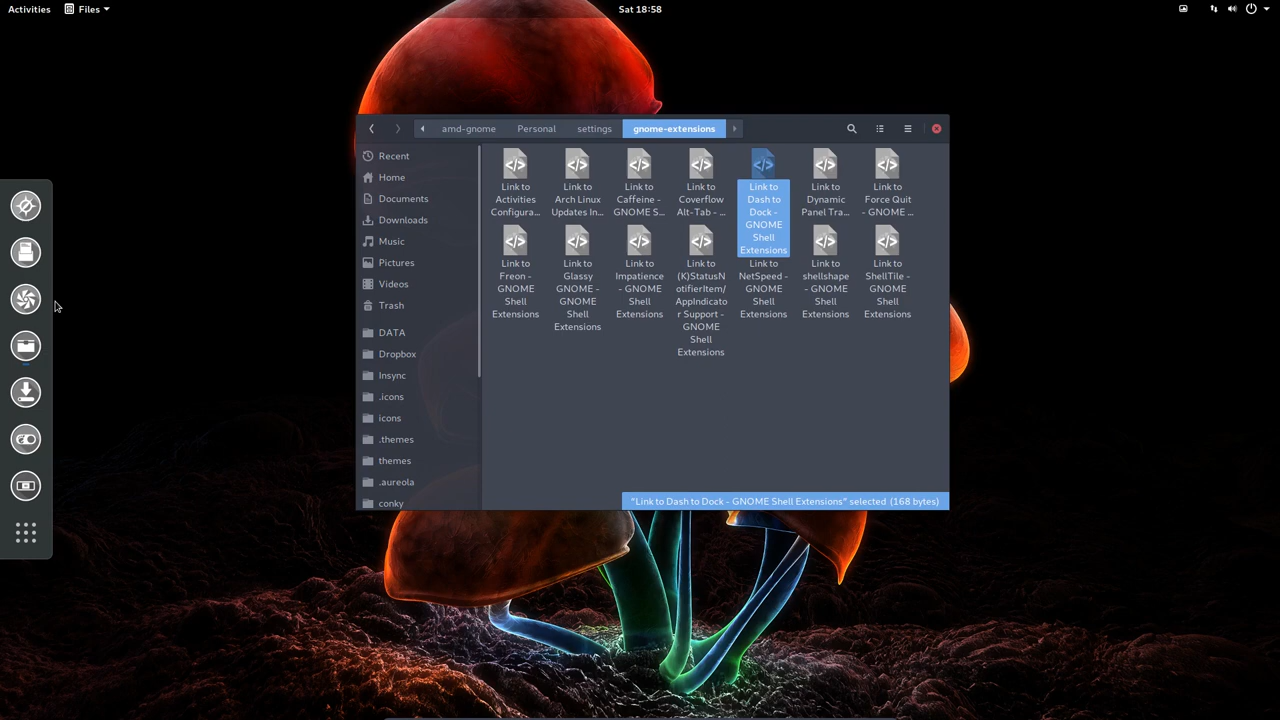 Activities
Files
Sat 18:58
amd-gnome
Personal
settings
gnome-extensions
Recent
Home
Documents
Downloads
Music
Pictures
Videos
Trash
DATA
Dropbox
Insync
.icons
icons
.themes
themes
.aureola
conky
Link to
Activities
Configura...
Link to
Arch Linux
Updates In...
Link to
Caffeine -
GNOME S...
Link to
Coverflow
Alt-Tab - ...
Link to
Dash to
Dock -
GNOME
Shell
Extensions
Link to
Dynamic
Panel Tra...
Link to
Force Quit
- GNOME ...
Link to
Freon -
GNOME
Shell
Extensions
Link to
Glassy
GNOME -
GNOME
Shell
Extensions
Link to
Impatience
- GNOME
Shell
Extensions
Link to
(K)StatusN
otifierItem/
AppIndicato
r Support -
GNOME
Shell
Extensions
Link to
NetSpeed -
GNOME
Shell
Extensions
Link to
shellshape
- GNOME
Shell
Extensions
Link to
ShellTile -
GNOME
Shell
Extensions
"Link to Dash to Dock - GNOME Shell Extensions" selected (168 bytes)